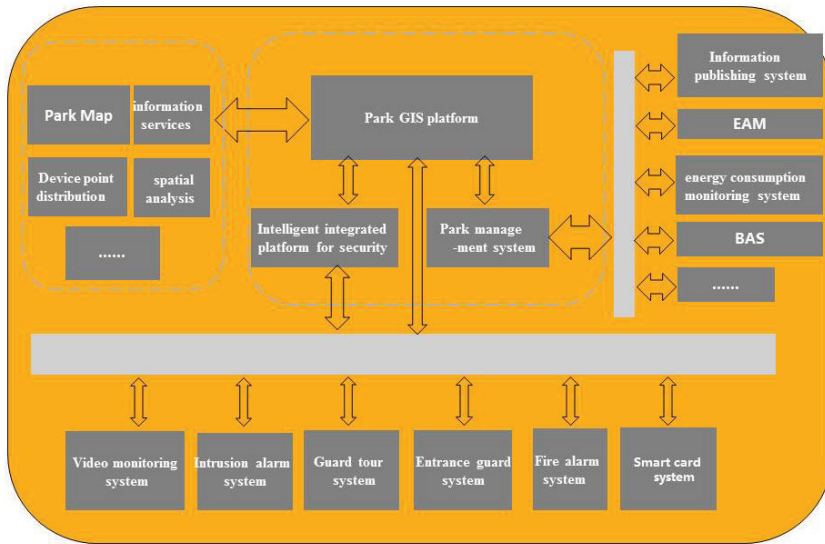 Park Map
information
services
Device point
distribution
spatial
analysis
......
Park GIS platform
Intelligent integrated
platform for security
Park manage
-ment system
Information
publishing system
EAM
energy consumption
monitoring system
BAS
......
Video monitoring
system
Intrusion alarm
system
Guard tour
system
Entrance guard
system
Fire alarm
system
Smart card
system